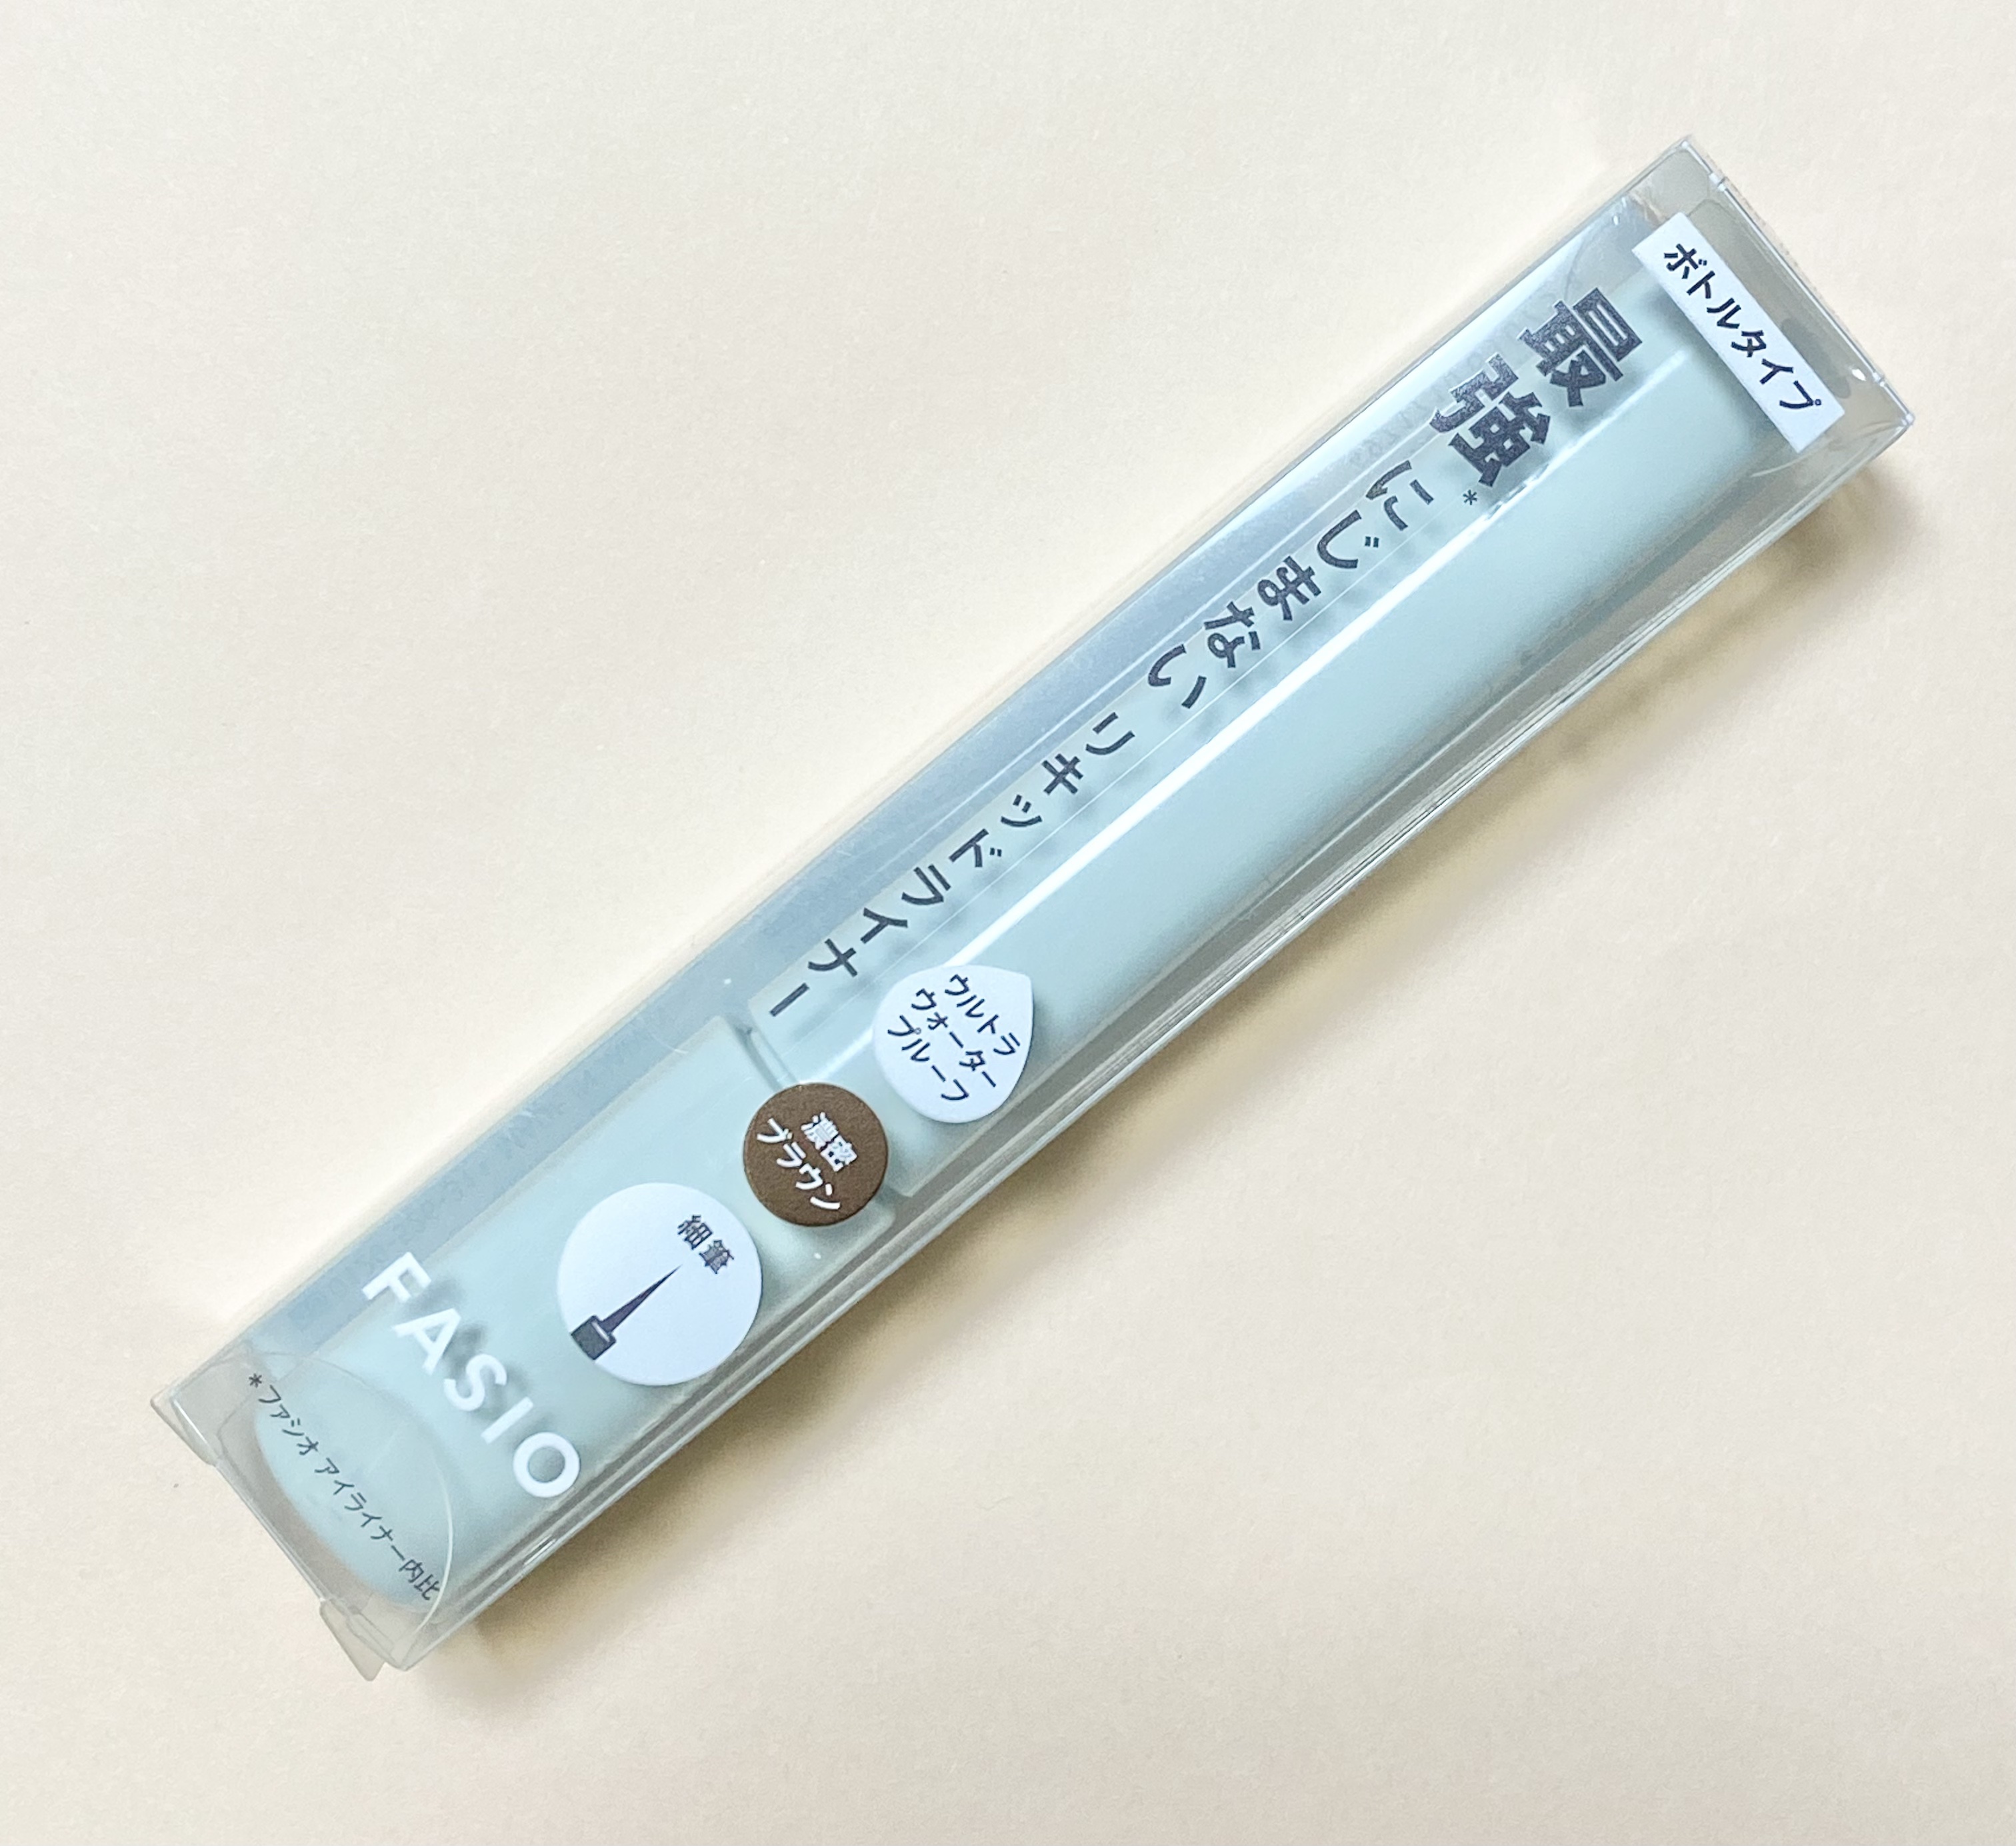 ボトルタイプ
最強*にじまないリキッドライナー
ウルトラ
ウォーター
プルーフ
濃密
ブラウン
細筆
FASIO
*ファシオ アイライナー内比